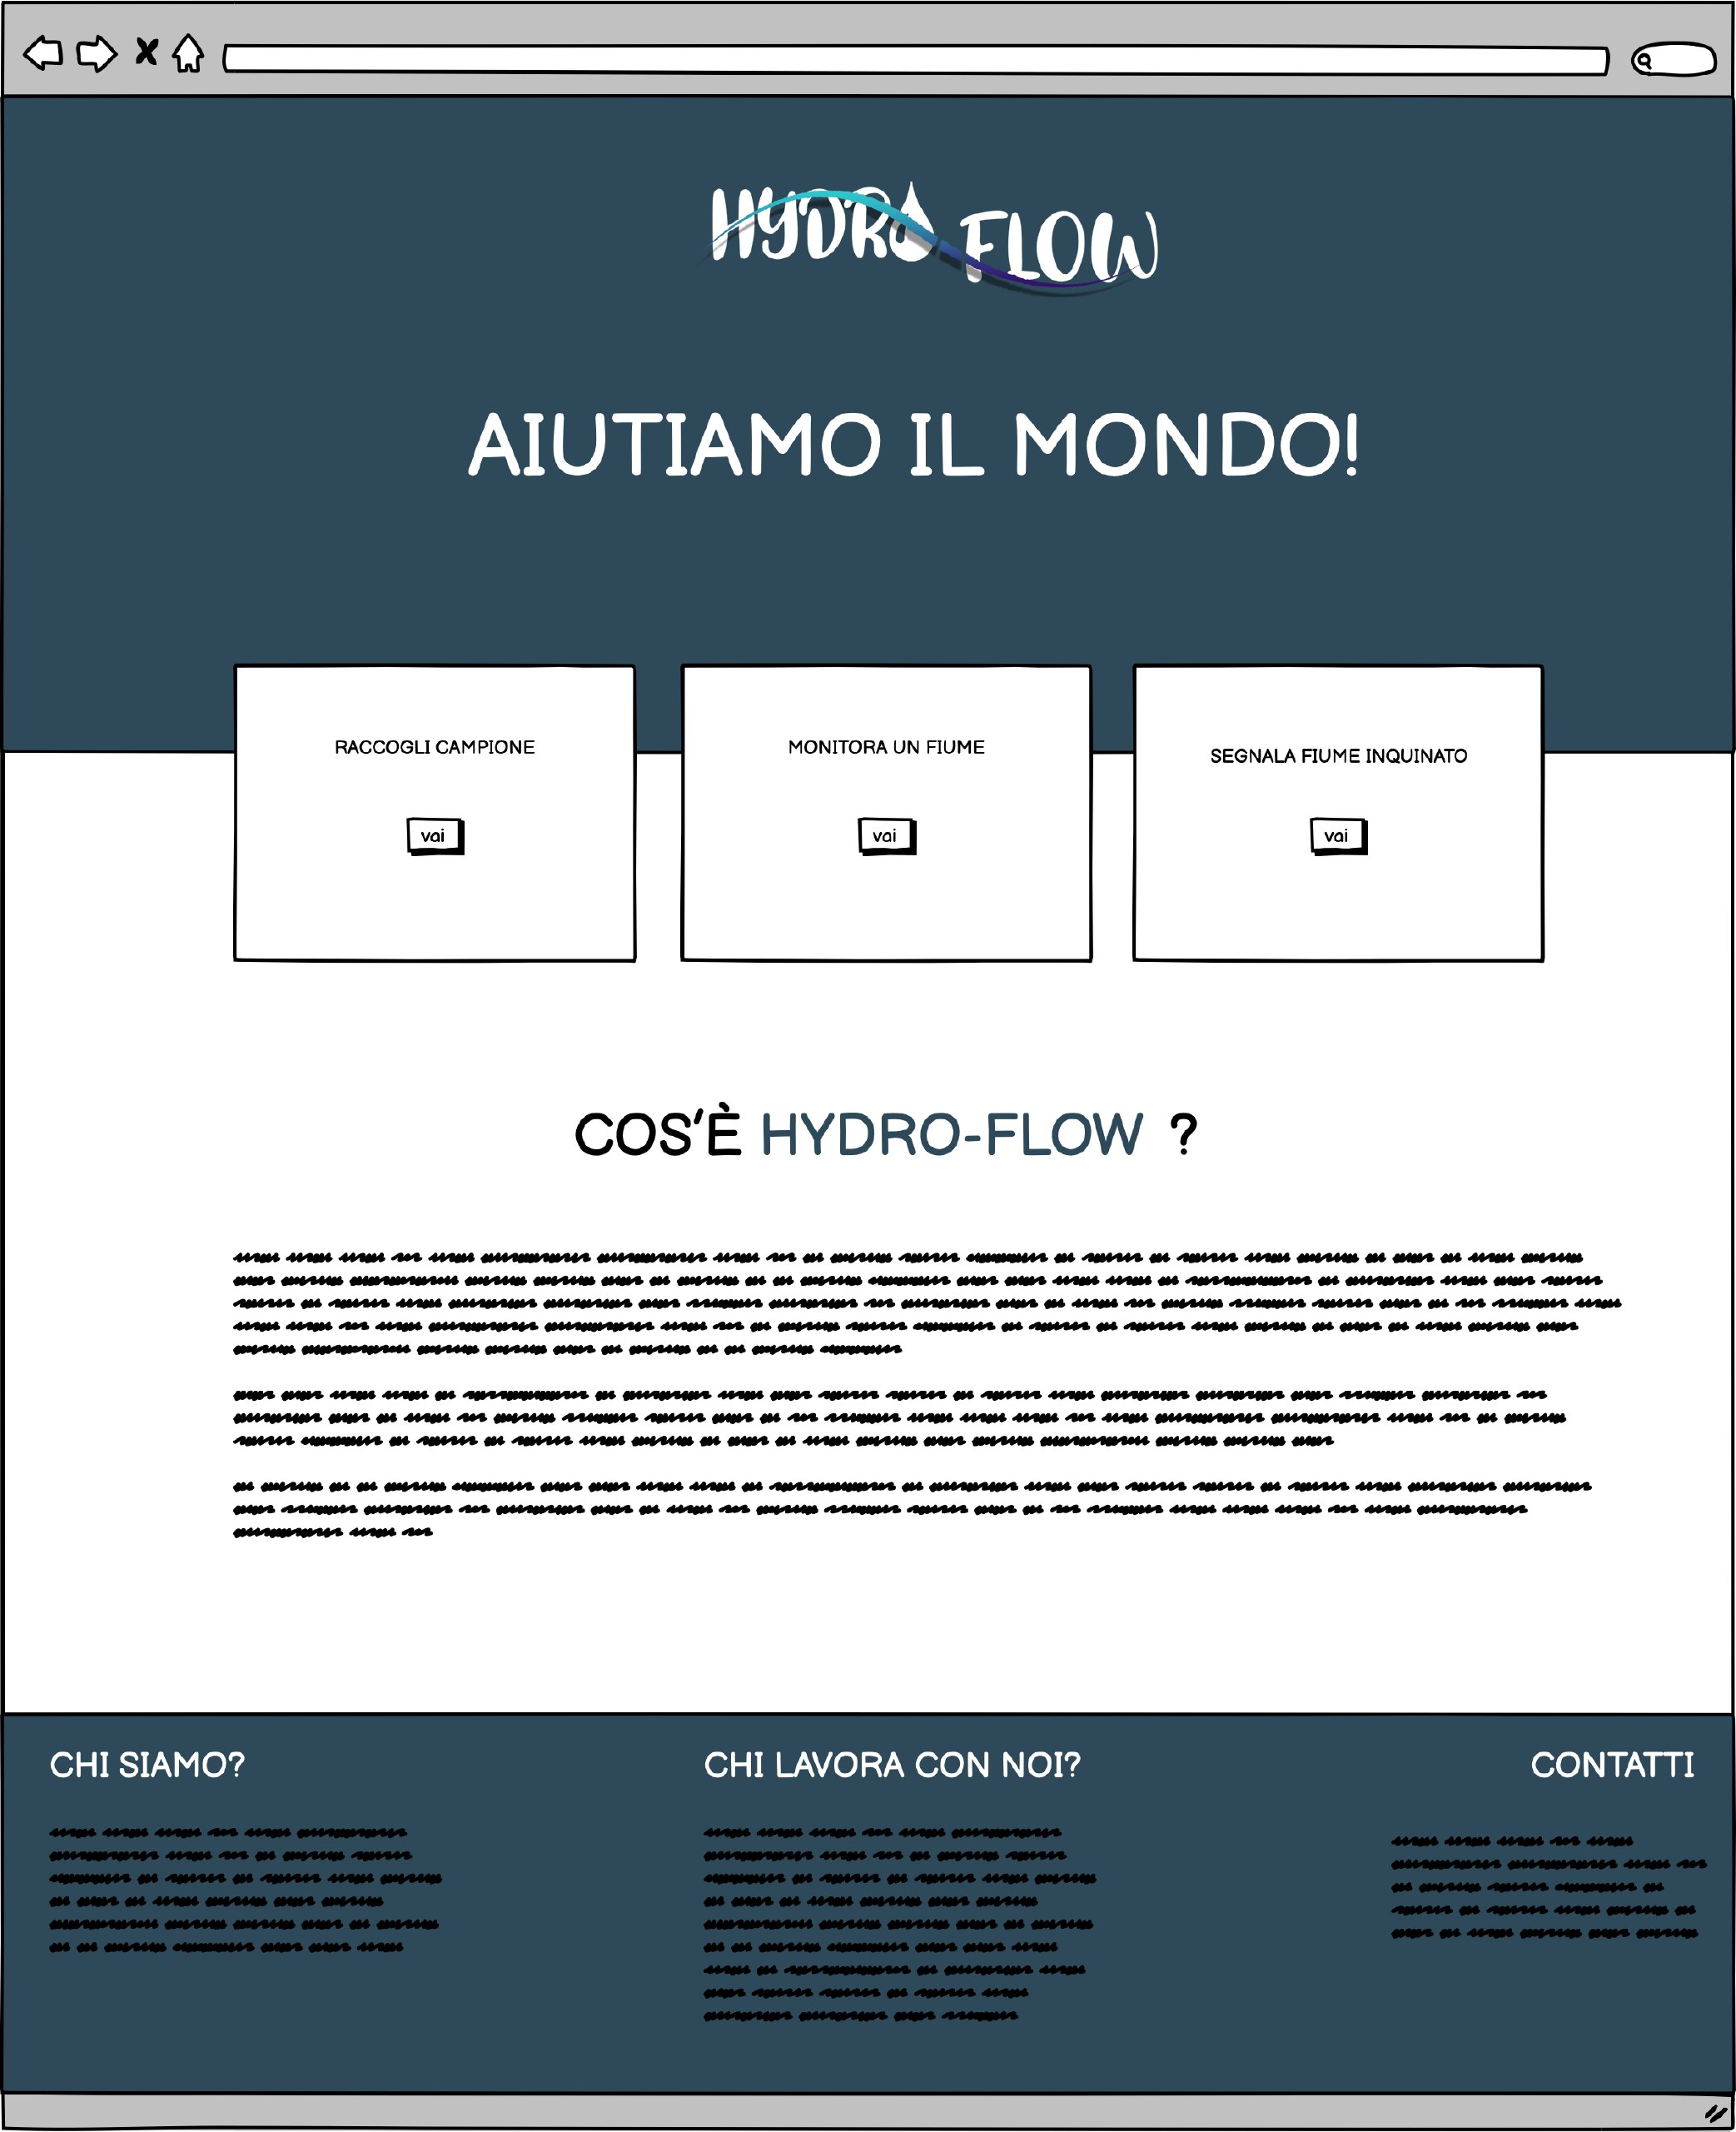 HYDRO FLOW
AIUTIAMO IL MONDO!
RACCOGLI CAMPIONE
vai
MONITORA UN FIUME
vai
SEGNALA FIUME INQUINATO
vai
COS'È HYDRO-FLOW ?
CHI SIAMO?
CHI LAVORA CON NOI?
CONTATTI